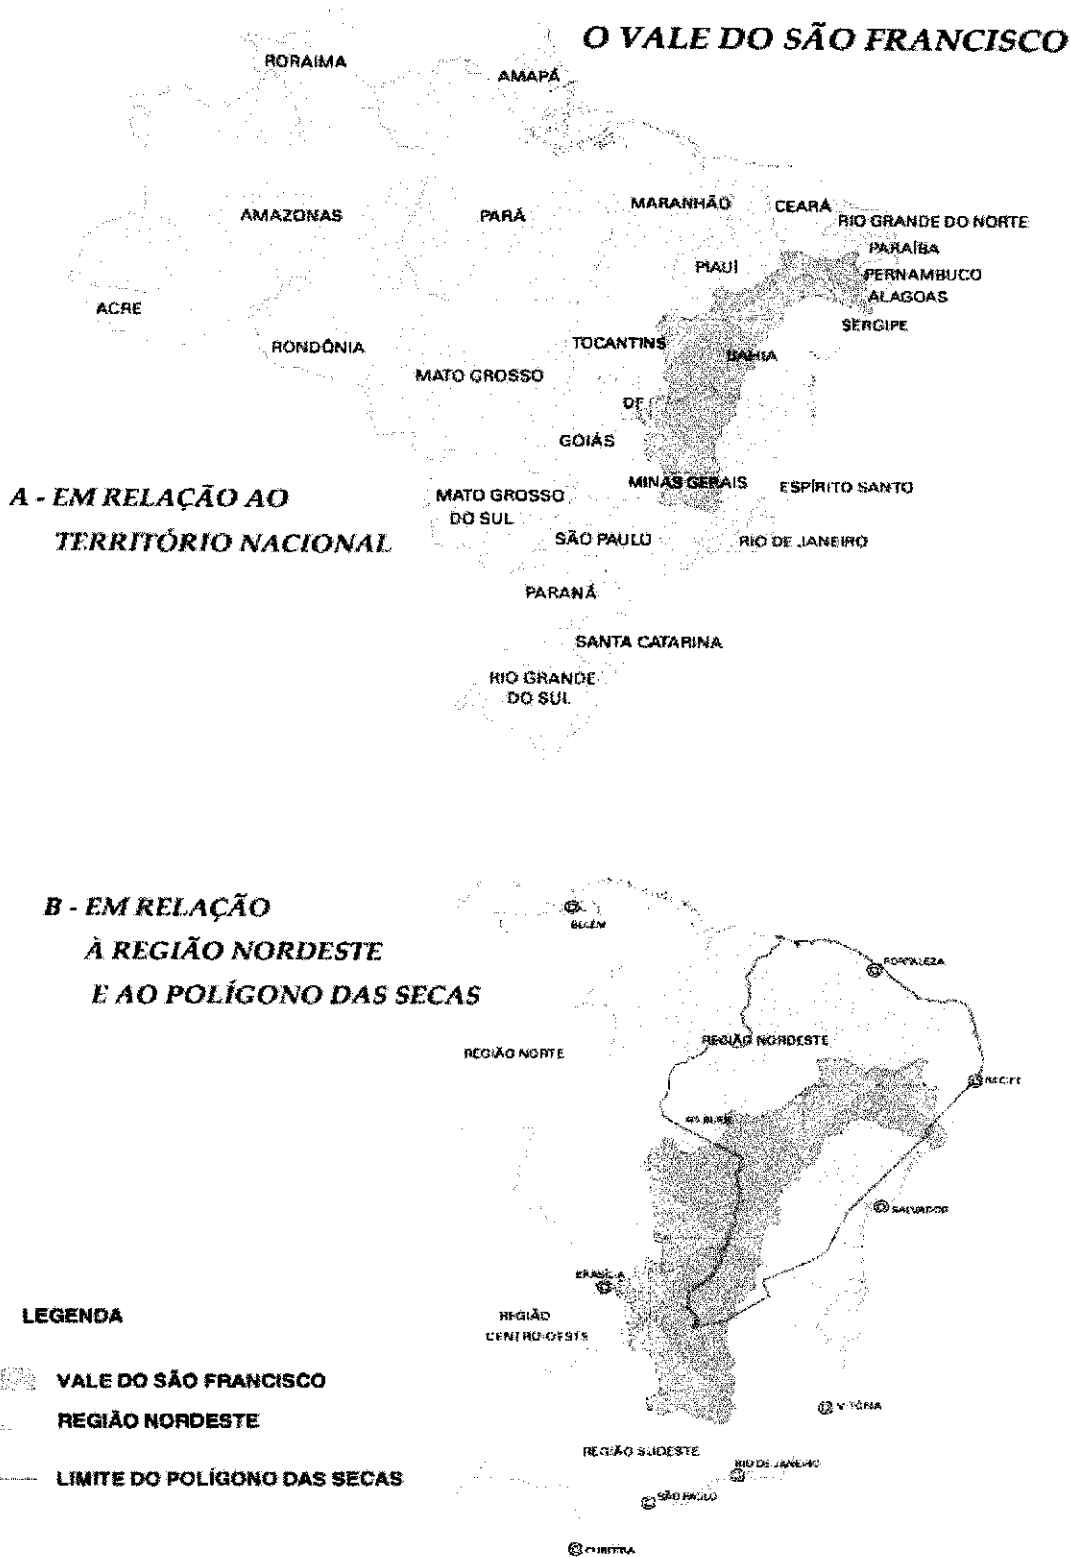 O VALE DO SÃO FRANCISCO
RORAIMA
AMAPÁ
AMAZONAS
PARÁ
MARANHÃO
CEARÁ
RIO GRANDE DO NORTE
PARAÍBA
PIAUÍ
PERNAMBUCO
ALAGOAS
ACRE
SERGIPE
RONDÔNIA
TOCANTINS
BAHIA
MATO GROSSO
DF
GOIÁS
MINAS GERAIS
ESPÍRITO SANTO
A - EM RELAÇÃO AO
TERRITÓRIO NACIONAL
MATO GROSSO
DO SUL
SÃO PAULO
RIO DE JANEIRO
PARANÁ
SANTA CATARINA
RIO GRANDE
DO SUL
B - EM RELAÇÃO
À REGIÃO NORDESTE
E AO POLÍGONO DAS SECAS
BELÉM
FORTALEZA
REGIÃO NORDESTE
REGIÃO NORTE
RECIFE
SALVADOR
BRASÍLIA
REGIÃO
CENTRO-OESTE
LEGENDA
VALE DO SÃO FRANCISCO
REGIÃO NORDESTE
LIMITE DO POLÍGONO DAS SECAS
VITÓRIA
REGIÃO SUDESTE
RIO DE JANEIRO
SÃO PAULO
CURITIBA